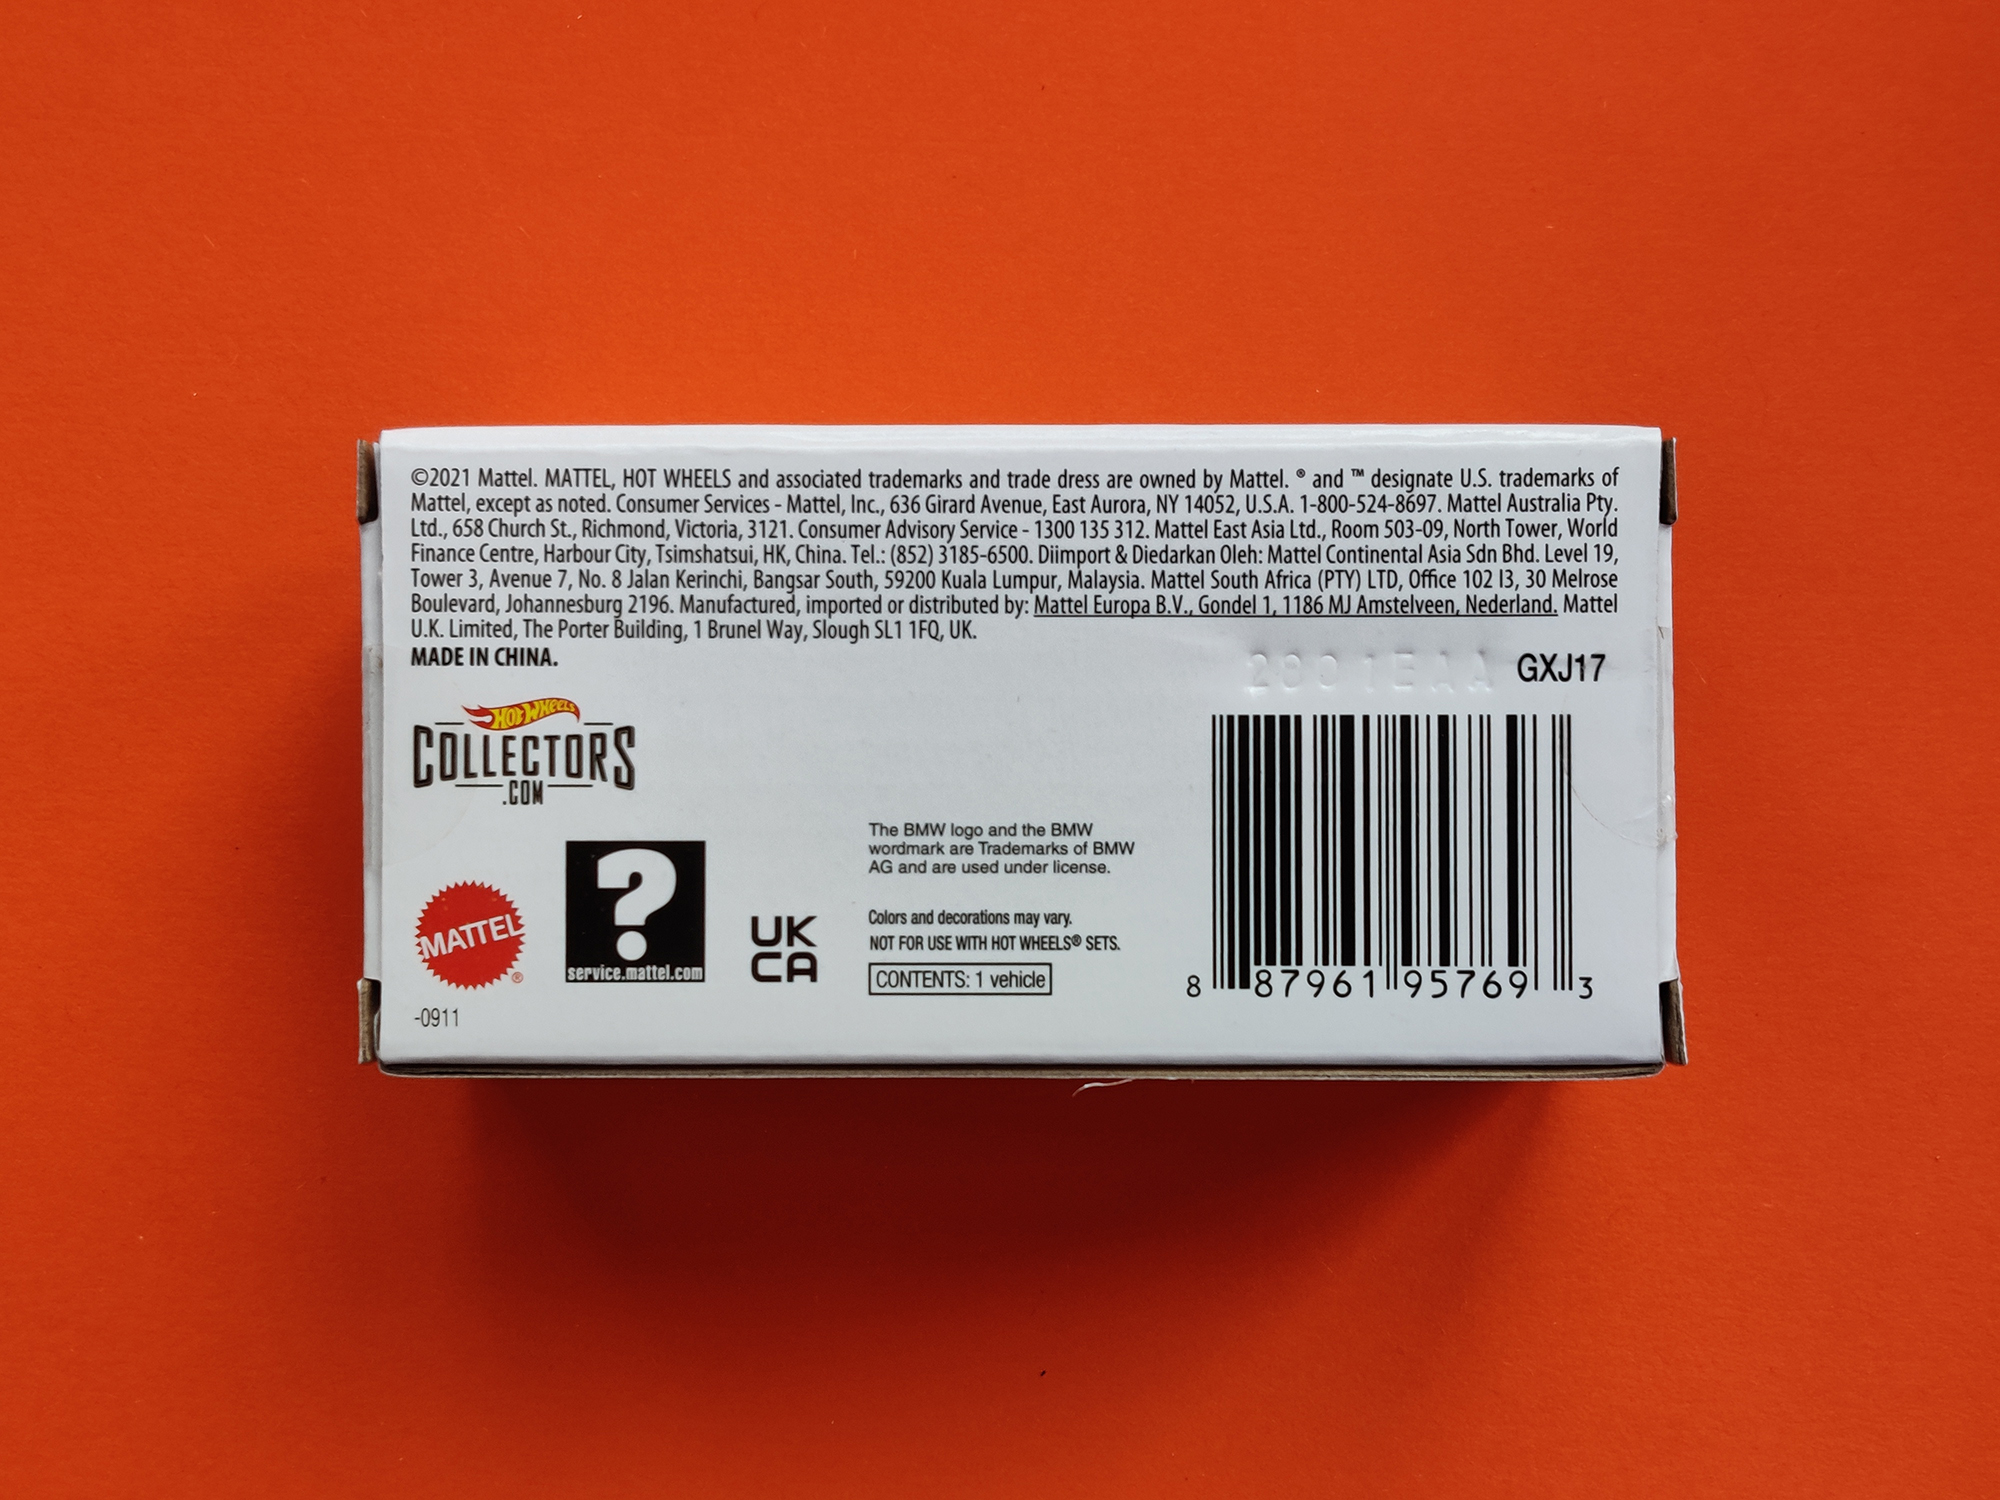 ©2021 Mattel. MATTEL, HOT WHEELS and associated trademarks and trade dress are owned by Mattel. ® and ™ designate U.S. trademarks of
Mattel, except as noted. Consumer Services - Mattel, Inc., 636 Girard Avenue, East Aurora, NY 14052, U.S.A. 1-800-524-8697. Mattel Australia Pty.
Ltd., 658 Church St., Richmond, Victoria, 3121. Consumer Advisory Service - 1300 135 312. Mattel East Asia Ltd., Room 503-09, North Tower, World
Finance Centre, Harbour City, Tsimshatsui, HK, China. Tel.: (852) 3185-6500. Diimport & Diedarkan Oleh: Mattel Continental Asia Sdn Bhd. Level 19,
Tower 3, Avenue 7, No. 8 Jalan Kerinchi, Bangsar South, 59200 Kuala Lumpur, Malaysia. Mattel South Africa (PTY) LTD, Office 102 I3, 30 Melrose
Boulevard, Johannesburg 2196. Manufactured, imported or distributed by: Mattel Europa B.V., Gondel 1, 1186 MJ Amstelveen, Nederland. Mattel
U.K. Limited, The Porter Building, 1 Brunel Way, Slough SL1 1FQ, UK.
MADE IN CHINA.
GXJ17
HOT WHEELS
COLLECTORS
.COM
The BMW logo and the BMW
wordmark are Trademarks of BMW
AG and are used under license.
MATTEL®
?
service.mattel.com
UK
CA
Colors and decorations may vary.
NOT FOR USE WITH HOT WHEELS® SETS.
CONTENTS: 1 vehicle
8 87961 95769 3
-0911